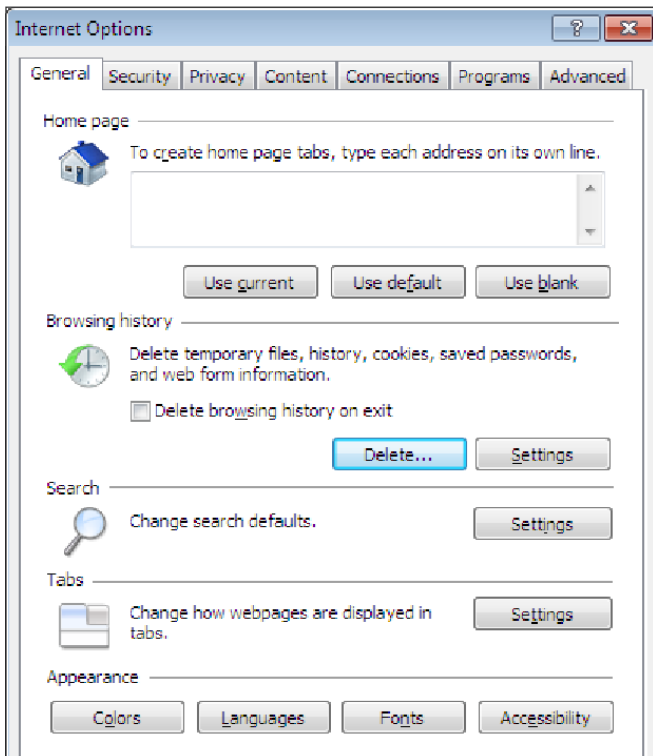 Internet Options
General Security Privacy Content Connections Programs Advanced
Home page
To create home page tabs, type each address on its own line.
Use current Use default Use blank
Browsing history
Delete temporary files, history, cookies, saved passwords,
and web form information.
Delete browsing history on exit
Delete... Settings
Search
Change search defaults. Settings
Tabs
Change how webpages are displayed in
tabs.
Settings
Appearance
Colors Languages Fonts Accessibility